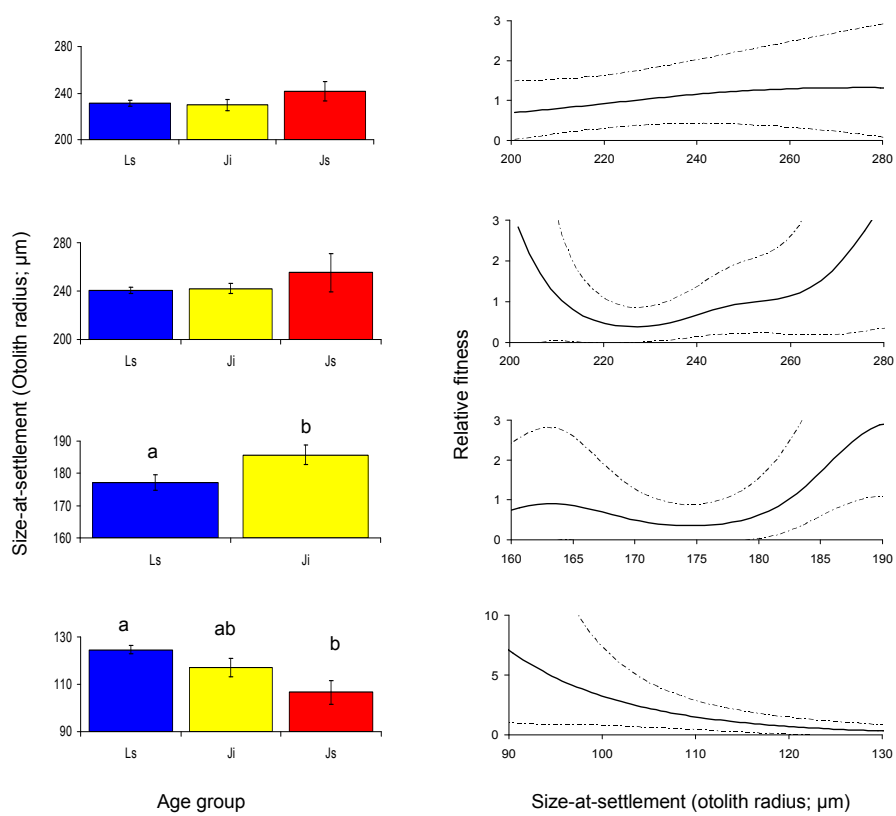 Size-at-settlement (Otolith radius; µm)
280
240
200
Ls Ji Js
3
2
1
0
200 220 240 260 280
280
240
200
Ls Ji Js
3
2
1
0
200 220 240 260 280
Relative fitness
190
180
170
160
a b
Ls Ji
3
2
1
0
160 165 170 175 180 185 190
130
110
90
a ab b
Ls Ji Js
10
5
0
90 100 110 120 130
Age group
Size-at-settlement (otolith radius; µm)